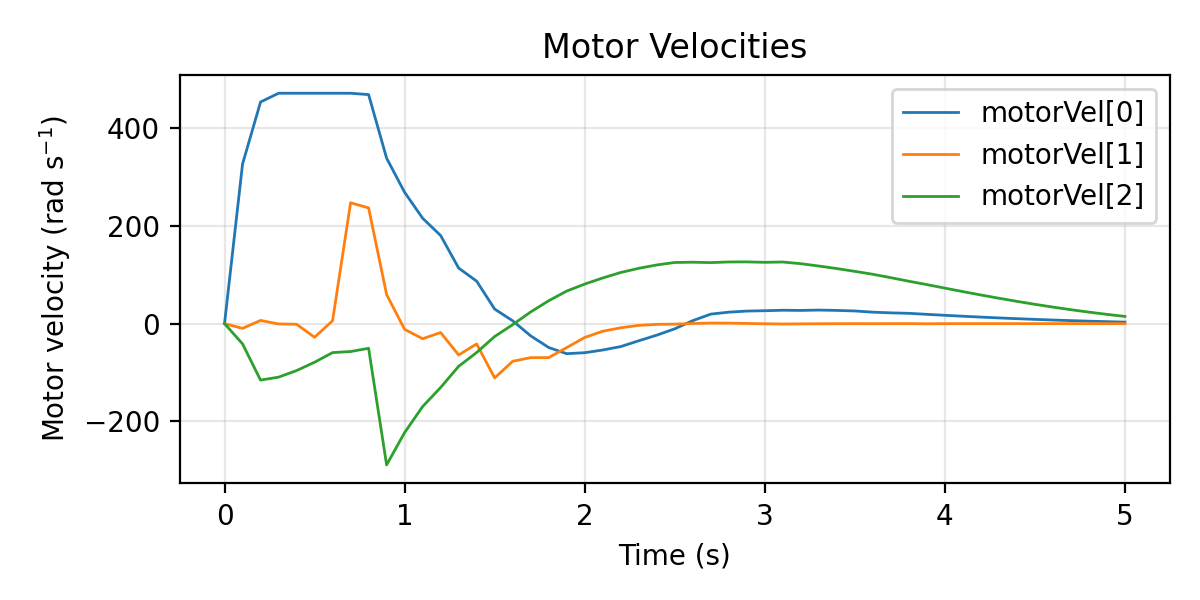 Motor Velocities
Motor velocity (rad s⁻¹)
400
200
0
−200
motorVel[0]
motorVel[1]
motorVel[2]
0 1 2 3 4 5
Time (s)